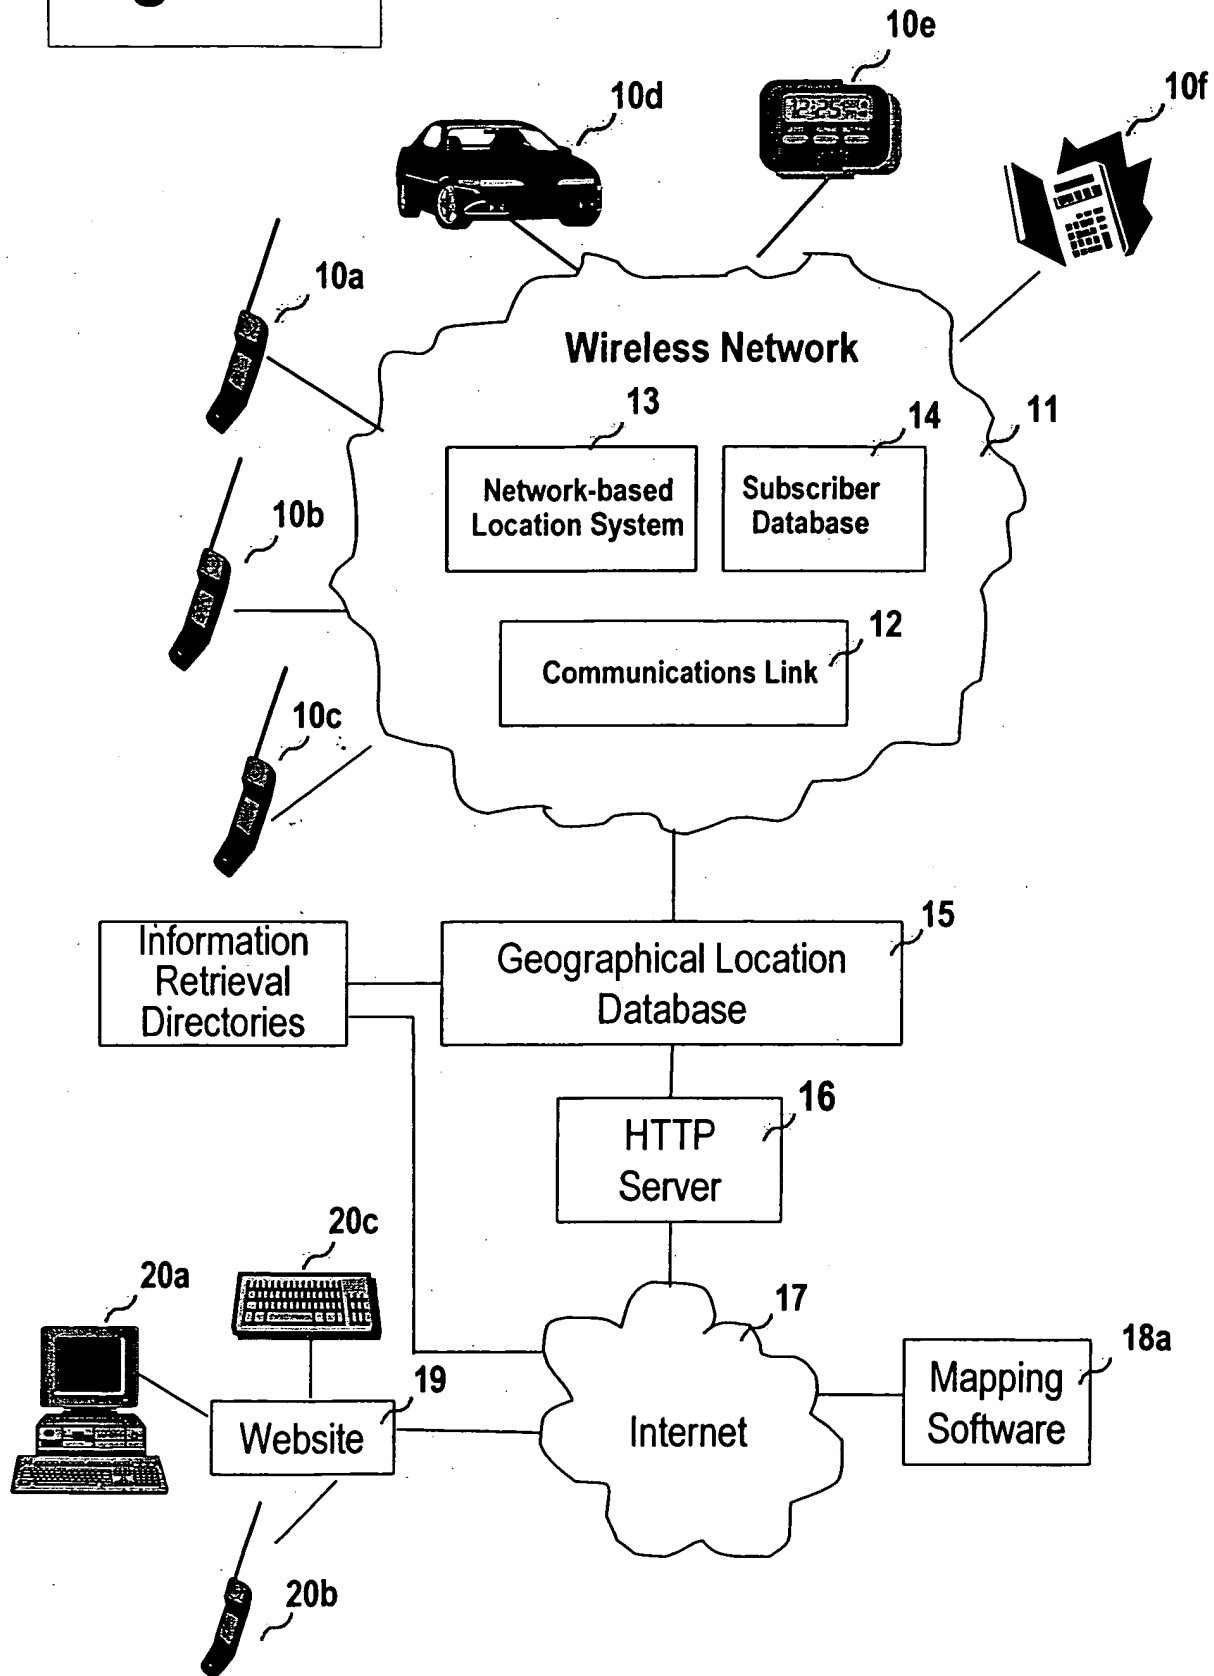 10e
10d
10f
12:25
10a
Wireless Network
13
14
11
Network-based
Location System
Subscriber
Database
10b
12
Communications Link
10c
15
Information
Retrieval
Directories
Geographical Location
Database
16
HTTP
Server
20c
20a
17
18a
19
Mapping
Software
Website
Internet
20b